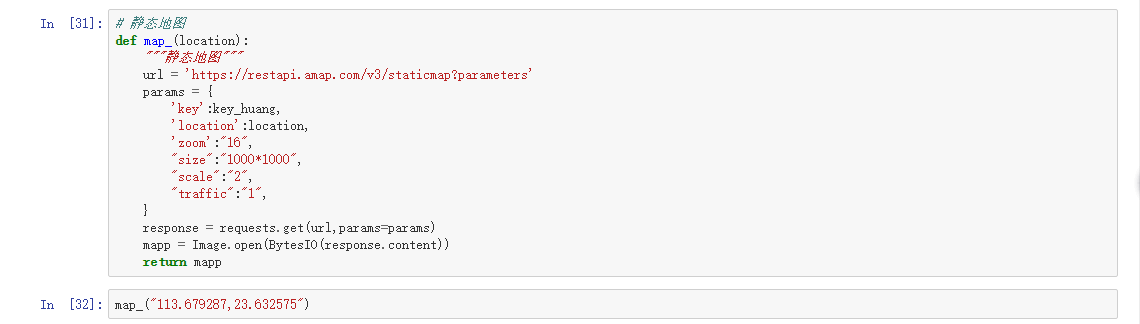 In [31]: # 静态地图
def map_(location):
    """静态地图"""
    url = 'https://restapi.amap.com/v3/staticmap?parameters'
    params = {
        'key':key_huang,
        'location':location,
        'zoom':"16",
        "size":"1000*1000",
        "scale":"2",
        "traffic":"1",
    }
    response = requests.get(url,params=params)
    mapp = Image.open(BytesIO(response.content))
    return mapp
In [32]: map_("113.679287,23.632575")